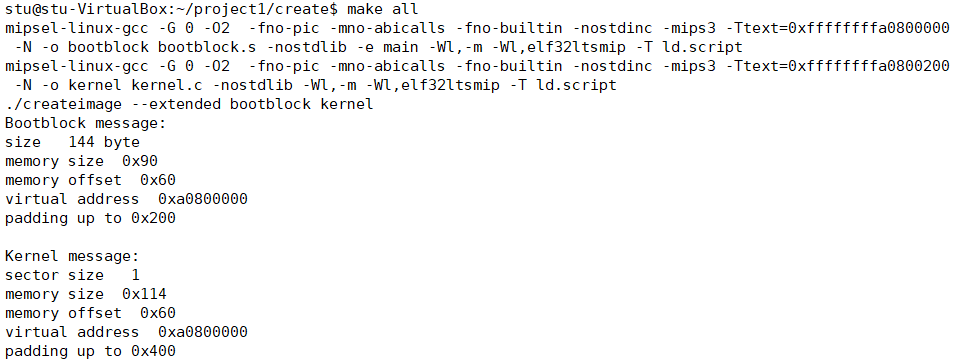 stu@stu-VirtualBox:~/project1/create$ make all
mipsel-linux-gcc -G 0 -O2  -fno-pic -mno-abicalls -fno-builtin -nostdinc -mips3 -Ttext=0xffffffffa0800000
 -N -o bootblock bootblock.s -nostdlib -e main -Wl,-m -Wl,elf32ltsmip -T ld.script
mipsel-linux-gcc -G 0 -O2  -fno-pic -mno-abicalls -fno-builtin -nostdinc -mips3 -Ttext=0xffffffffa0800200
 -N -o kernel kernel.c -nostdlib -Wl,-m -Wl,elf32ltsmip -T ld.script
./createimage --extended bootblock kernel
Bootblock message:
size   144 byte
memory size  0x90
memory offset  0x60
virtual address  0xa0800000
padding up to 0x200

Kernel message:
sector size   1
memory size  0x114
memory offset  0x60
virtual address  0xa0800000
padding up to 0x400